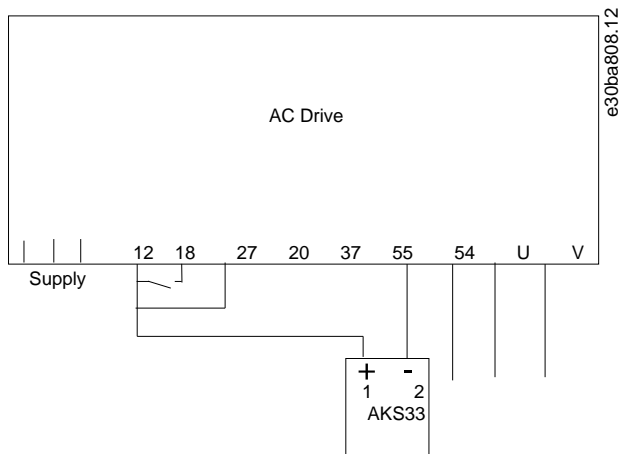 e30ba808.12
AC Drive
12 18 27 20 37 55 54 U V
Supply
+ -
1 2
AKS33